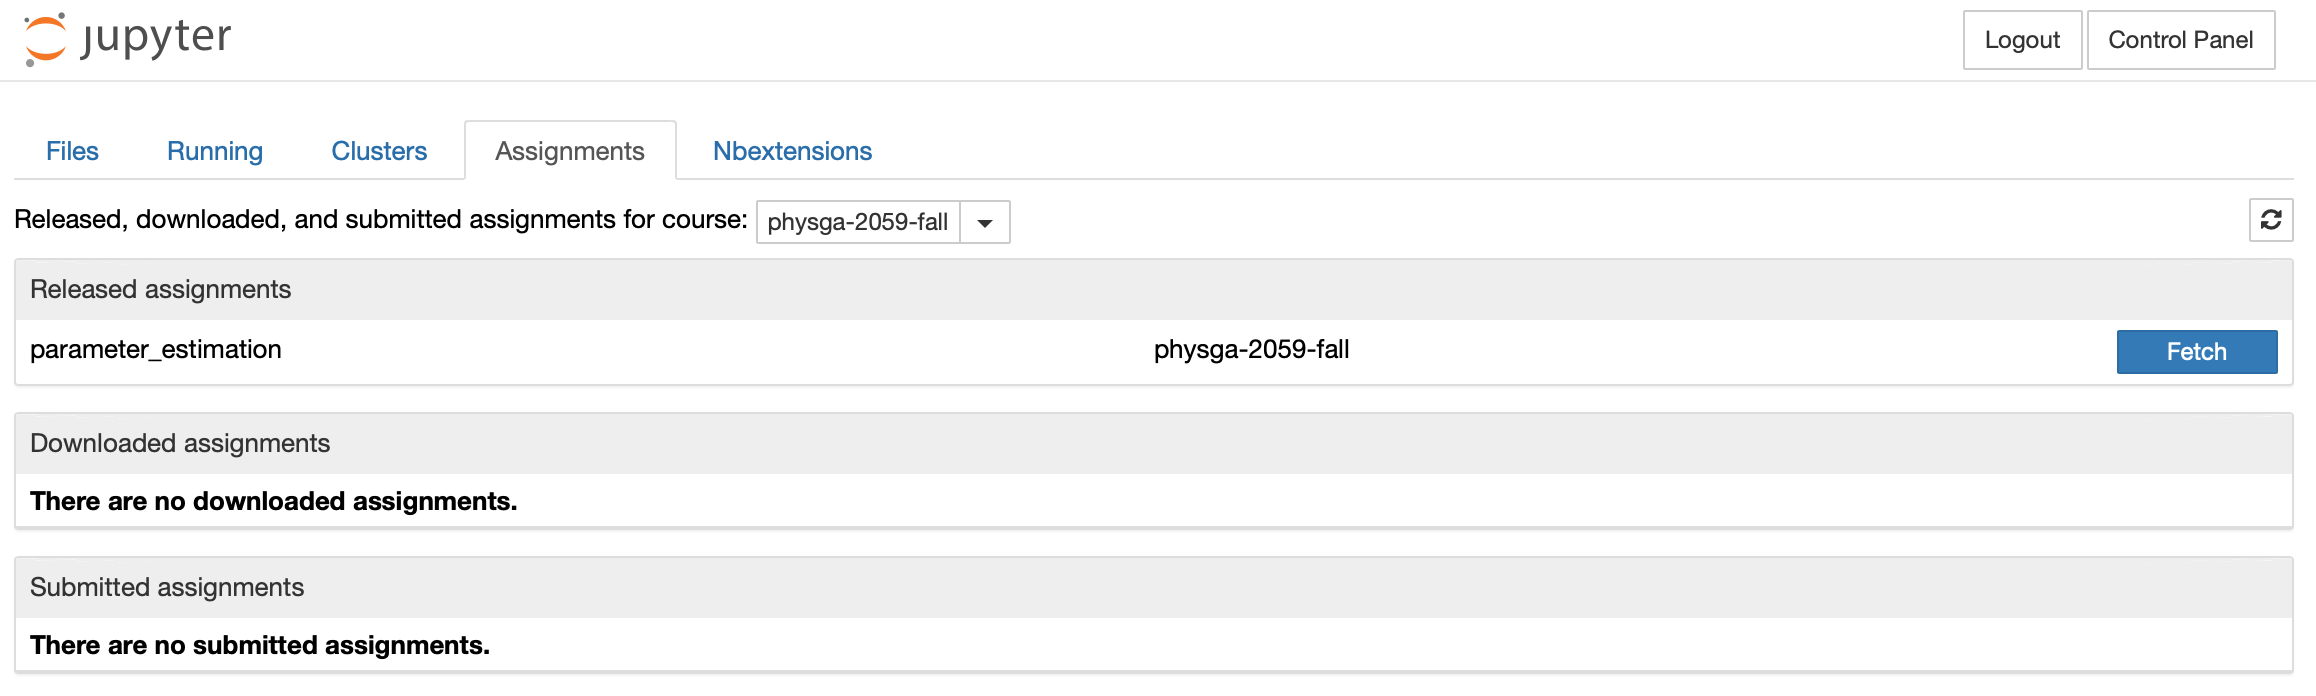 jupyter
Logout
Control Panel
Files
Running
Clusters
Assignments
Nbextensions
Released, downloaded, and submitted assignments for course:
physga-2059-fall
Released assignments
parameter_estimation
physga-2059-fall
Fetch
Downloaded assignments
There are no downloaded assignments.
Submitted assignments
There are no submitted assignments.